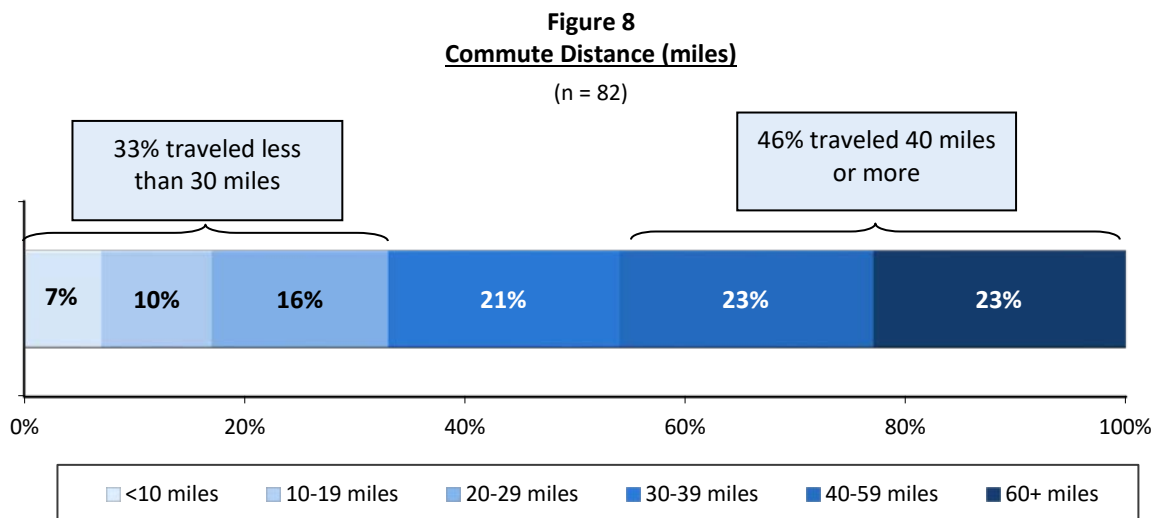 Figure 8
Commute Distance (miles)
(n = 82)
33% traveled less
than 30 miles
46% traveled 40 miles
or more
7% 10% 16% 21% 23% 23%
0% 20% 40% 60% 80% 100%
<10 miles 10-19 miles 20-29 miles 30-39 miles 40-59 miles 60+ miles